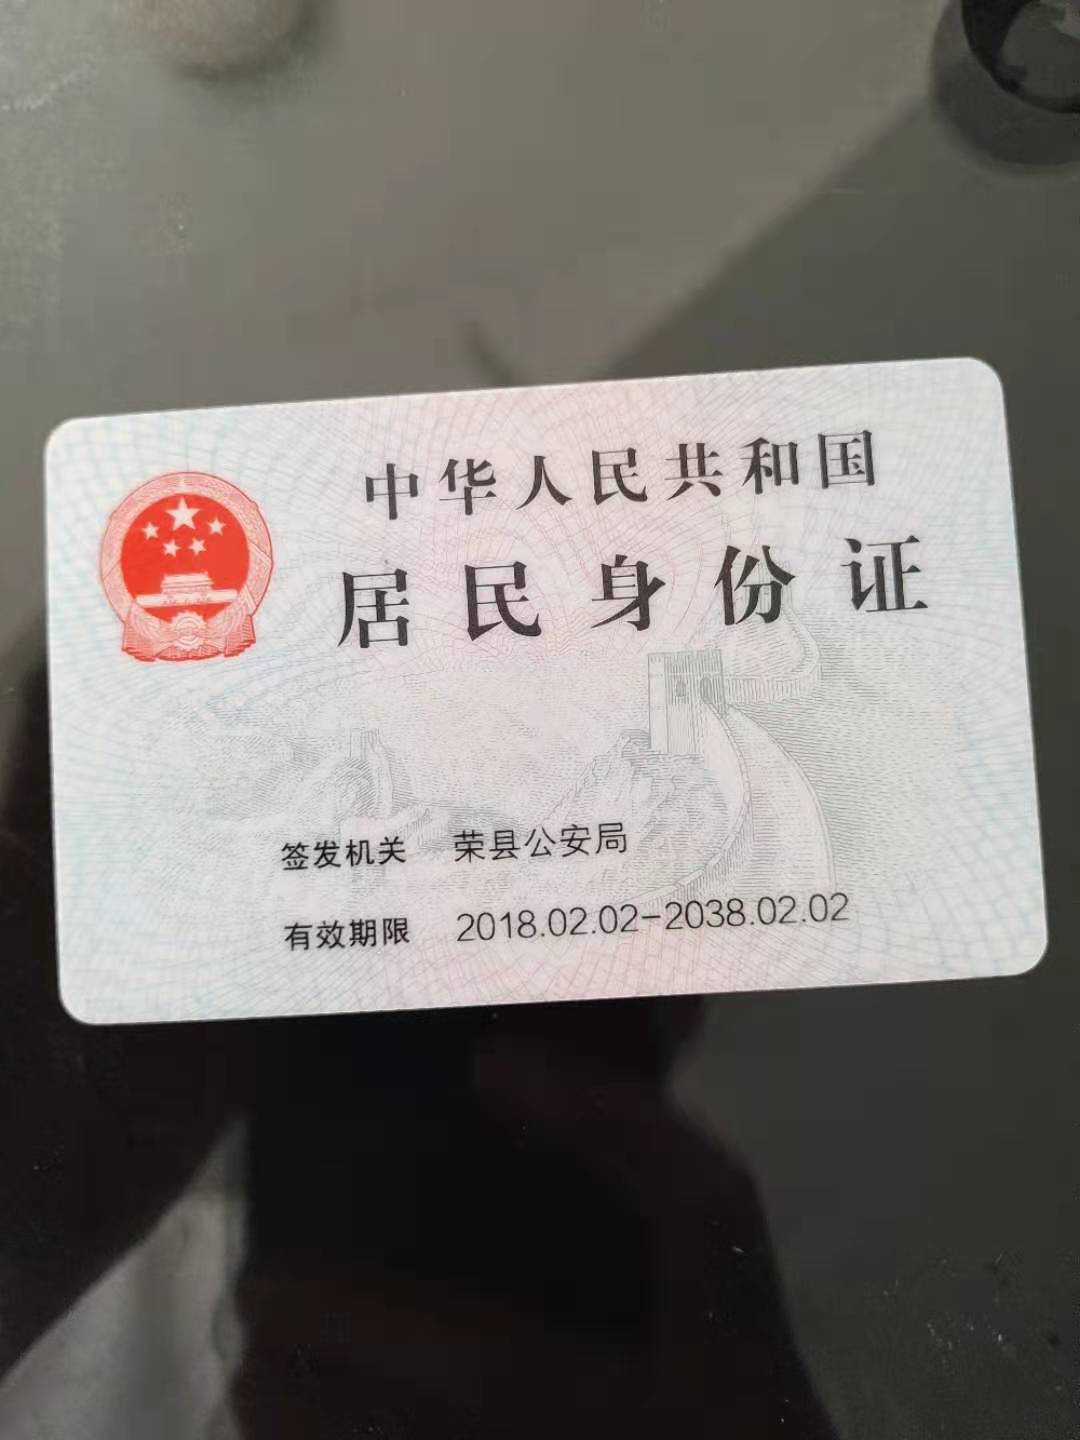 中华人民共和国
居民身份证
签发机关 荣县公安局
有效期限 2018.02.02-2038.02.02